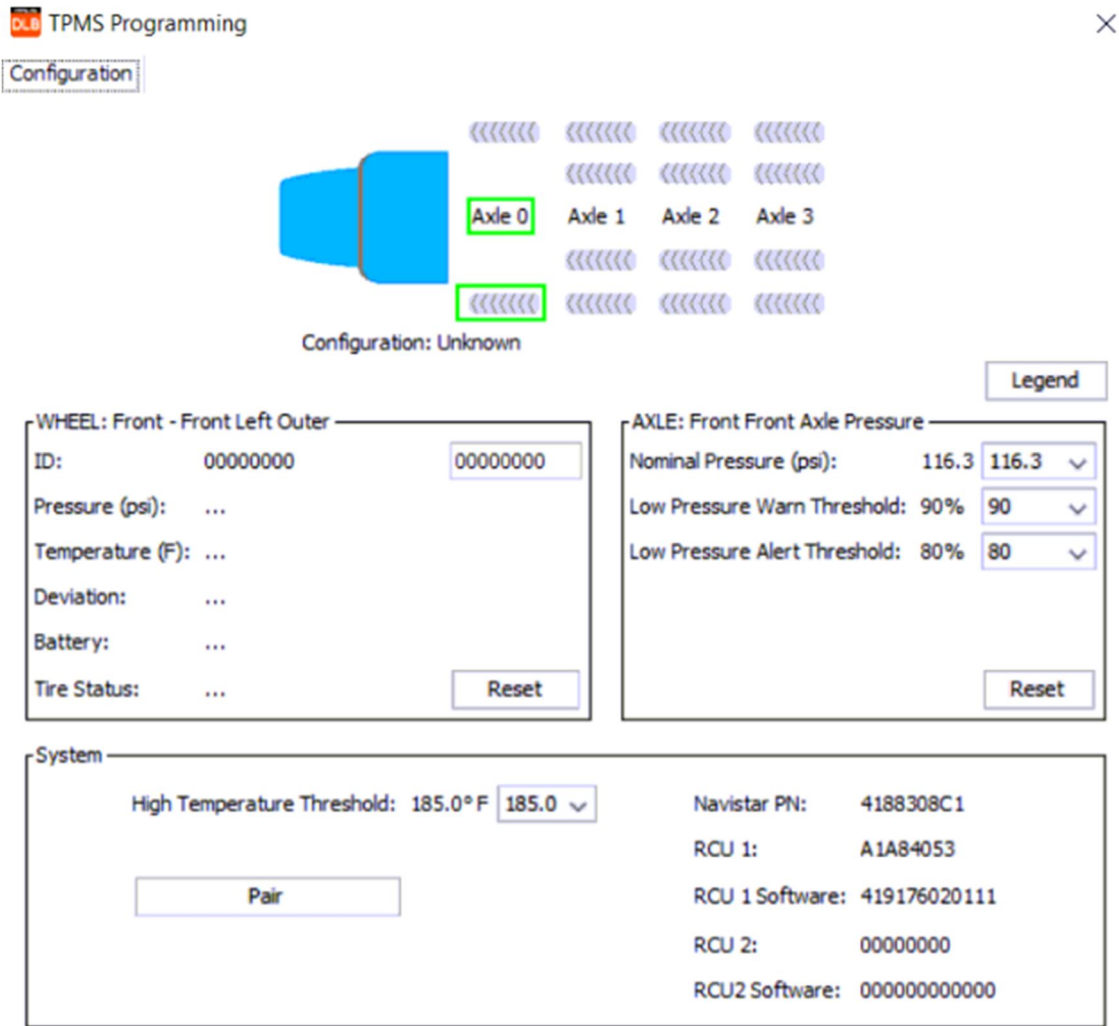 DLB TPMS Programming
Configuration
Axle 0 Axle 1 Axle 2 Axle 3
Configuration: Unknown
Legend
WHEEL: Front - Front Left Outer
ID: 00000000 00000000
Pressure (psi): ...
Temperature (F): ...
Deviation: ...
Battery: ...
Tire Status: ... Reset
AXLE: Front Front Axle Pressure
Nominal Pressure (psi): 116.3 116.3
Low Pressure Warn Threshold: 90% 90
Low Pressure Alert Threshold: 80% 80
Reset
System
High Temperature Threshold: 185.0° F 185.0
Pair
Navistar PN: 4188308C1
RCU 1: A1A84053
RCU 1 Software: 419176020111
RCU 2: 00000000
RCU2 Software: 000000000000